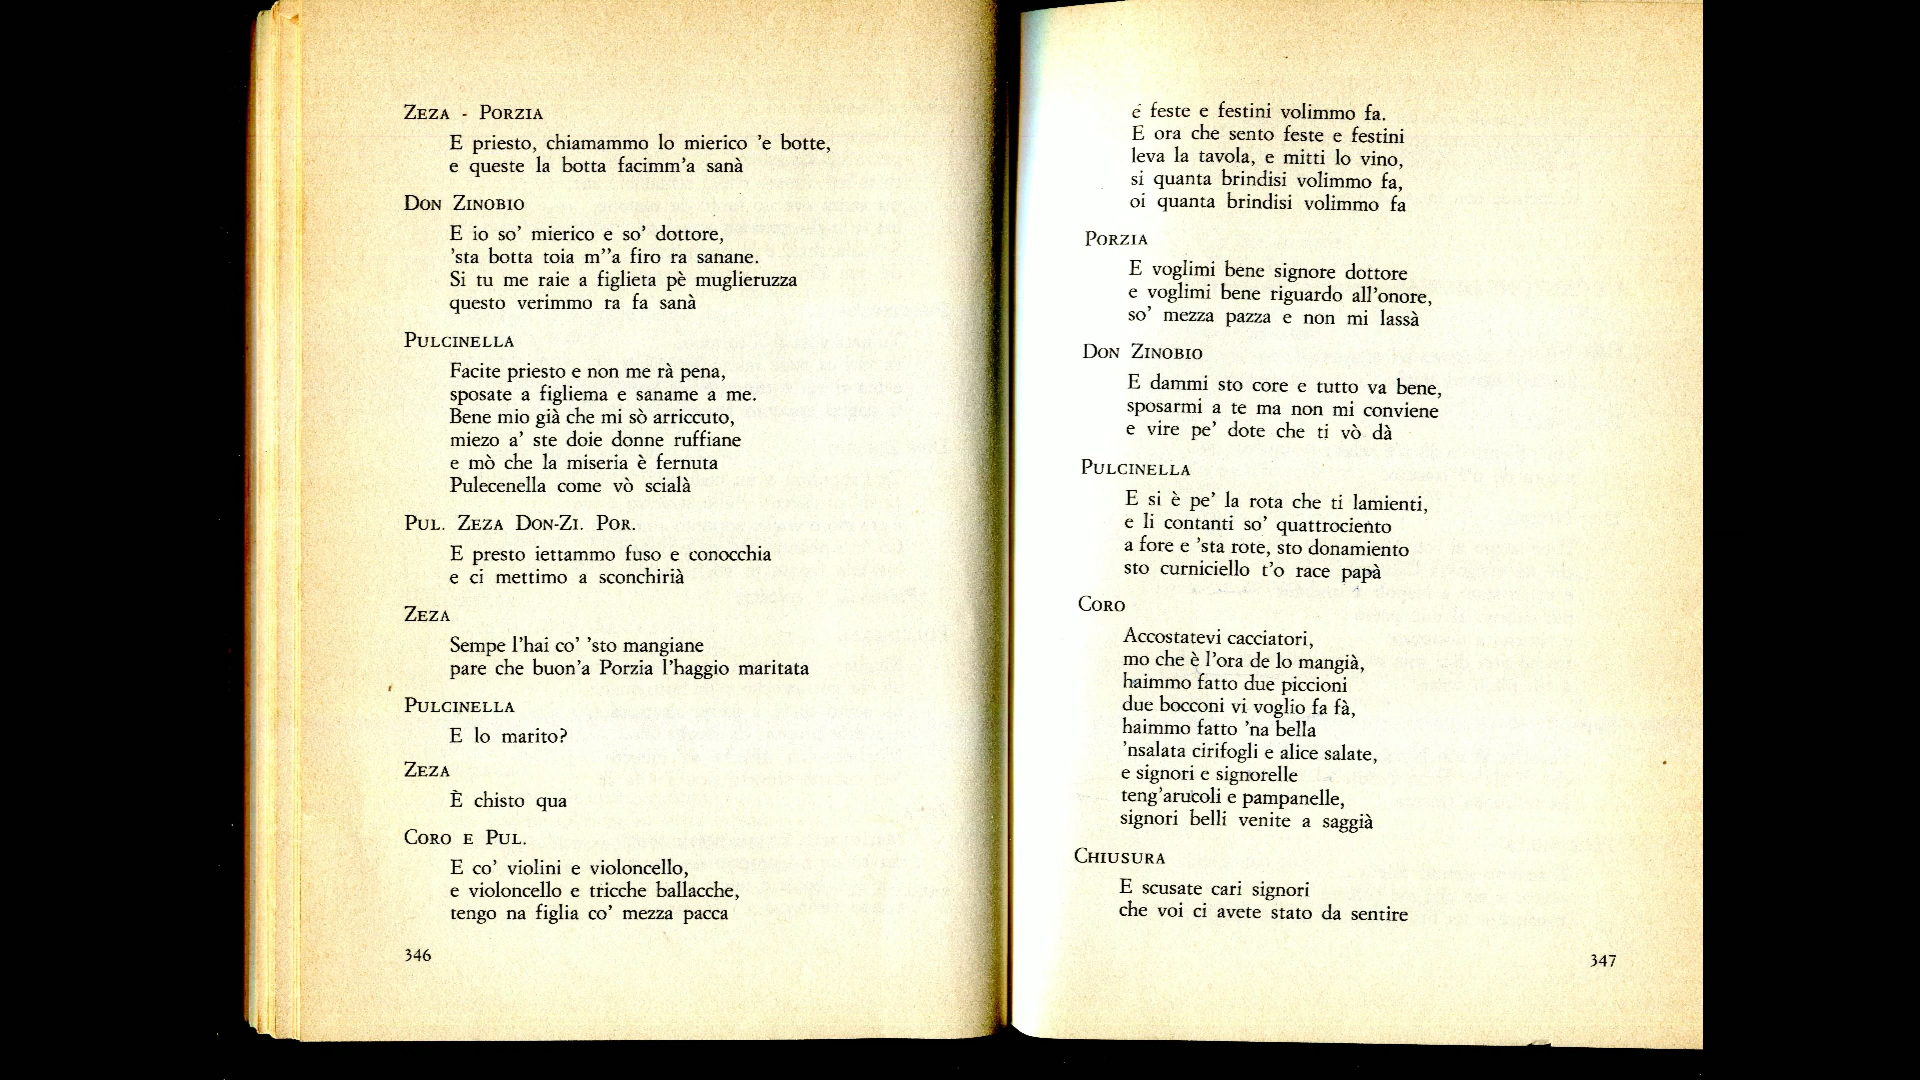 ZEZA - PORZIA
E priesto, chiamammo lo mierico 'e botte,
e queste la botta facimm'a sanà
DON ZINOBIO
E io so' mierico e so' dottore,
'sta botta toia m''a firo ra sanane.
Si tu me raie a figlieta pè muglieruzza
questo verimmo ra fa sanà
PULCINELLA
Facite priesto e non me rà pena,
sposate a figliema e saname a me.
Bene mio già che mi sò arriccuto,
miezo a' ste doie donne ruffiane
e mò che la miseria è fernuta
Pulecenella come vò scialà
PUL. ZEZA DON-ZI. POR.
E presto iettammo fuso e conocchia
e ci mettimo a sconchirià
ZEZA
Sempe l'hai co' 'sto mangiane
pare che buon'a Porzia l'haggio maritata
PULCINELLA
E lo marito?
ZEZA
È chisto qua
CORO E PUL.
E co' violini e violoncello,
e violoncello e tricche ballacche,
tengo na figlia co' mezza pacca
346
e feste e festini volimmo fa.
E ora che sento feste e festini
leva la tavola, e mitti lo vino,
si quanta brindisi volimmo fa,
oi quanta brindisi volimmo fa
PORZIA
E voglimi bene signore dottore
e voglimi bene riguardo all'onore,
so' mezza pazza e non mi lassà
DON ZINOBIO
E dammi sto core e tutto va bene,
sposarmi a te ma non mi conviene
e vire pe' dote che ti vò dà
PULCINELLA
E si è pe' la rota che ti lamienti,
e li contanti so' quattrociento
a fore e 'sta rote, sto donamiento
sto curniciello t'o race papà
CORO
Accostatevi cacciatori,
mo che è l'ora de lo mangià,
haimmo fatto due piccioni
due bocconi vi voglio fa fà,
haimmo fatto 'na bella
'nsalata cirifogli e alice salate,
e signori e signorelle
teng'arucoli e pampanelle,
signori belli venite a saggià
CHIUSURA
E scusate cari signori
che voi ci avete stato da sentire
347